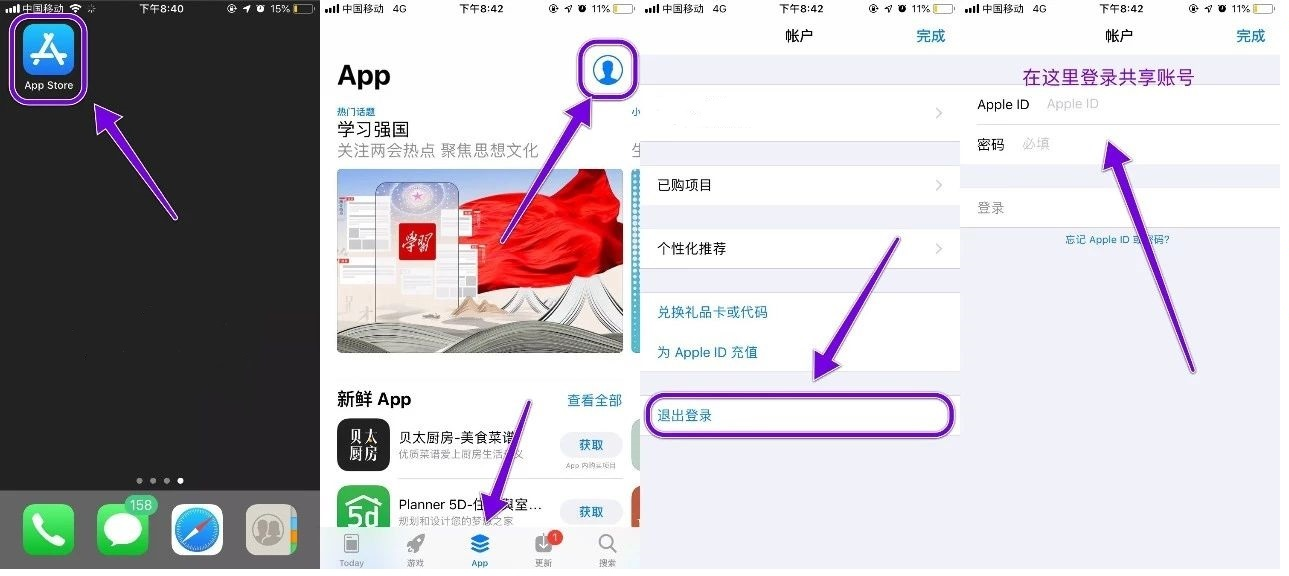 中国移动
下午8:40
15%
App Store
158
中国移动 4G
下午8:42
11%
App
热门话题
学习强国
关注两会热点 聚焦思想文化
小
生
学習
新鲜 App
查看全部
贝太
厨房
贝太厨房-美食菜谱
优质菜谱爱上厨房生活
获取
App 内购买项目
5d
Planner 5D-
获取
规划和设计您的梦想之家
Today
游戏
App
更新
1
搜索
中国移动 4G
下午8:42
11%
帐户
完成
已购项目
个性化推荐
兑换礼品卡或代码
为 Apple ID 充值
退出登录
中国移动 4G
下午8:42
11%
帐户
完成
在这里登录共享账号
Apple ID Apple ID
密码 必填
登录
忘记 Apple ID 或密码?